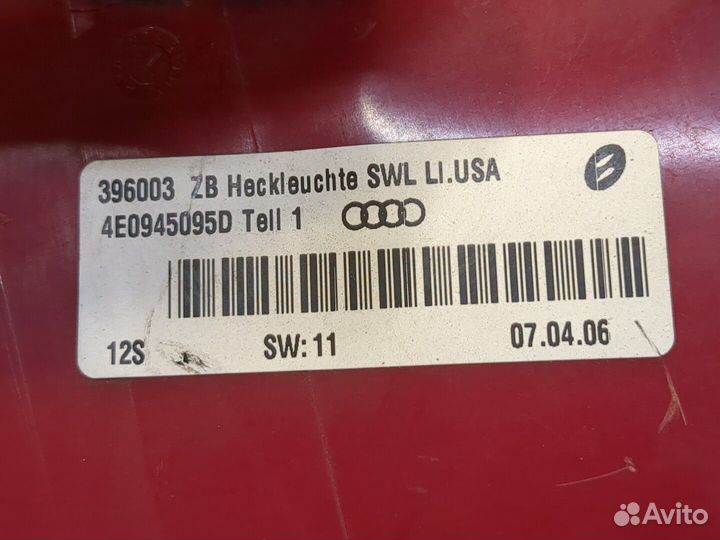 396003 ZB Heckleuchte SWL LI.USA
4E0945095D Teil 1
12S SW: 11 07.04.06
Avito